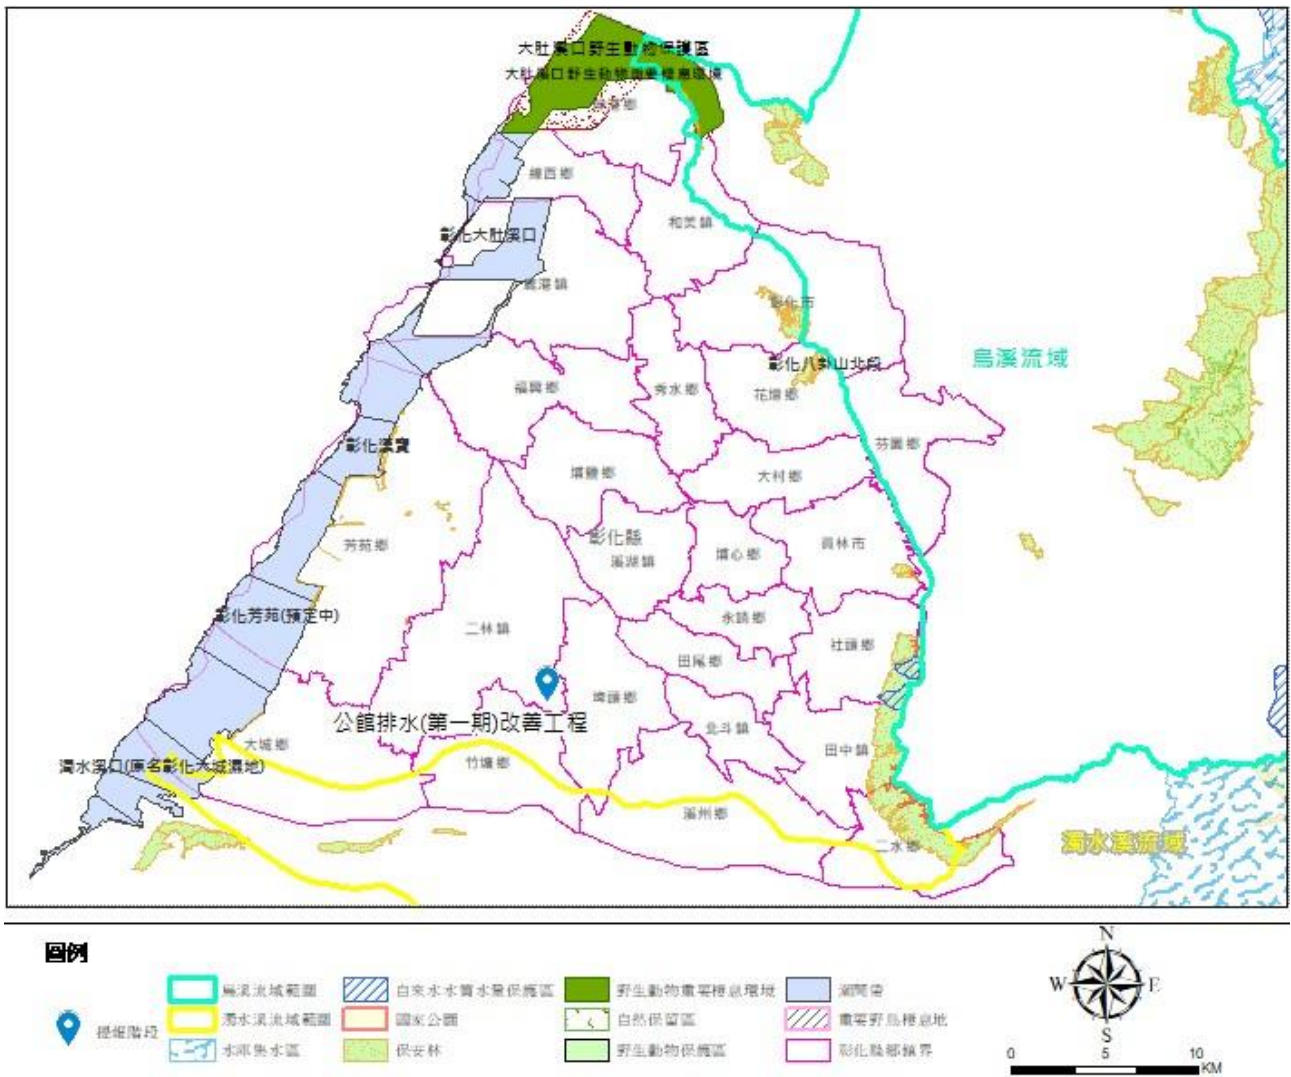 大肚溪口野生動物保護區
大肚溪口野生動物重要棲息環境
線西鄉
和美鎮
彰化大肚溪口
鹿港鎮
彰化市
彰化八卦山北段
烏溪流域
福興鄉
秀水鄉
花壇鄉
芬園鄉
彰化漢寶
埔鹽鄉
大村鄉
芳苑鄉
彰化縣
溪湖鎮
埔心鄉
員林市
彰化芳苑(預定中)
二林鎮
永靖鄉
社頭鄉
田尾鄉
埤頭鄉
公館排水(第一期)改善工程
北斗鎮
田中鎮
大城鄉
濁水溪口(原名彰化大城濕地)
竹塘鄉
溪州鄉
二水鄉
濁水溪流域
圖例
提報階段
烏溪流域範圍
自來水水質水量保護區
野生動物重要棲息環境
潮間帶
濁水溪流域範圍
國家公園
自然保留區
重要野鳥棲息地
水庫集水區
保安林
野生動物保護區
彰化縣鄉鎮界
N
W
E
S
0
5
10
KM